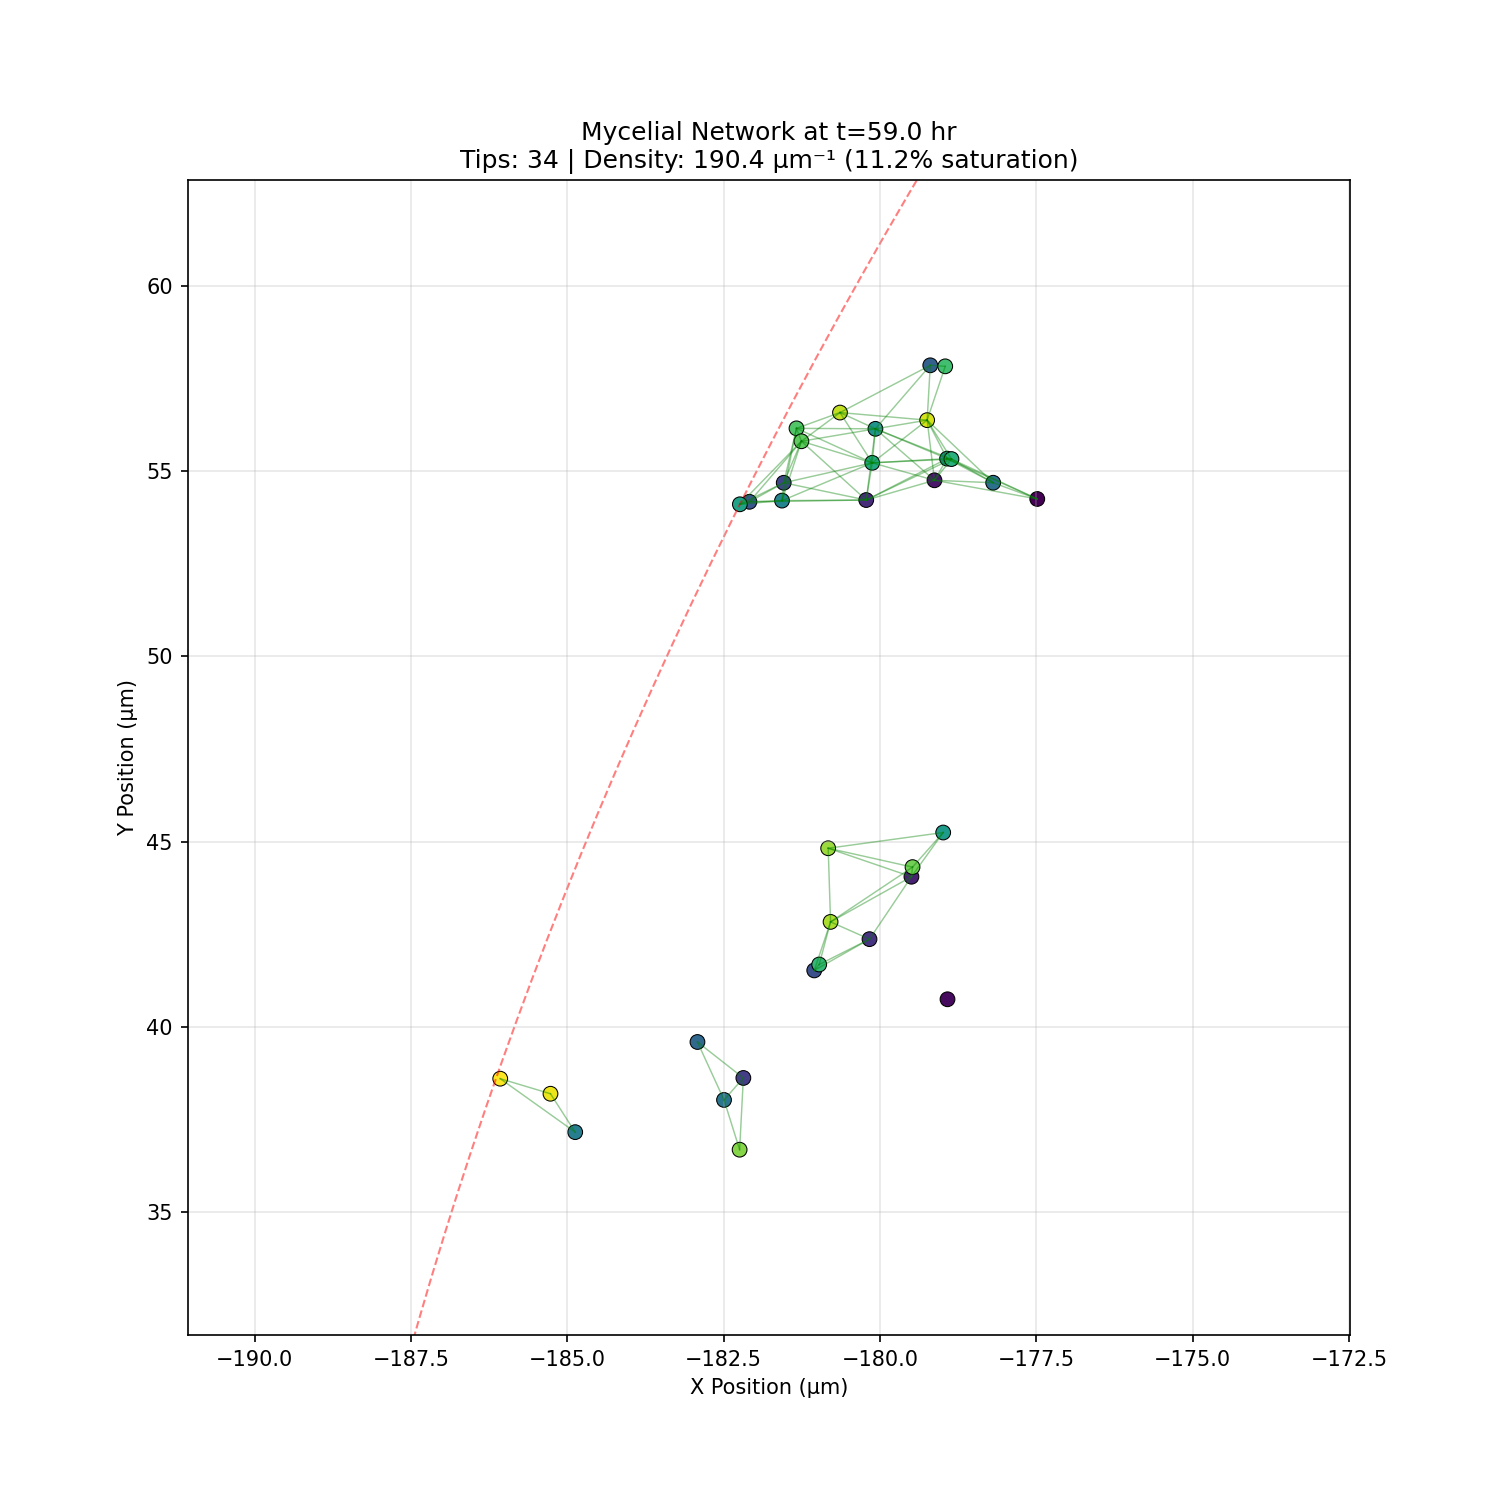 Mycelial Network at t=59.0 hr
Tips: 34 | Density: 190.4 µm⁻¹ (11.2% saturation)
60
55
50
45
40
35
Y Position (µm)
−190.0 −187.5 −185.0 −182.5 −180.0 −177.5 −175.0 −172.5
X Position (µm)